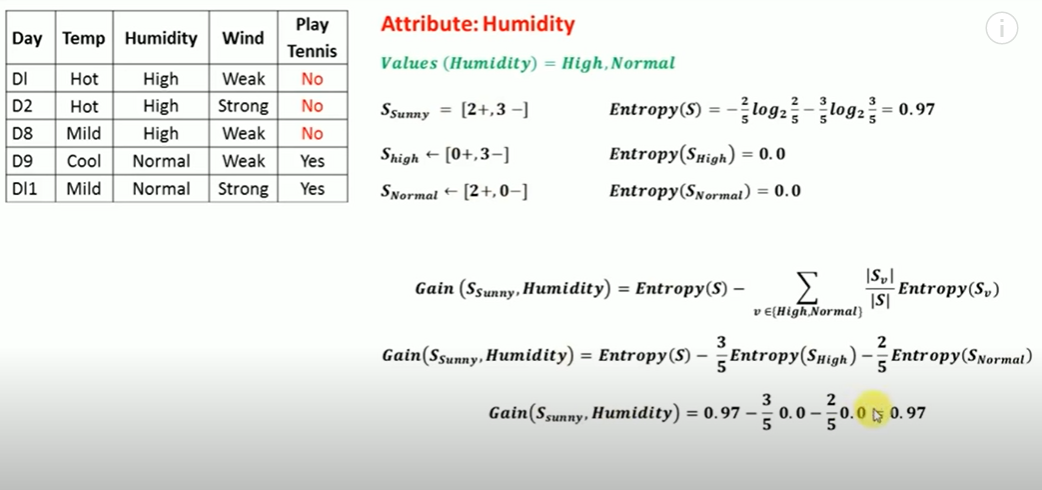 Day Temp Humidity Wind Play Tennis
Dl Hot High Weak No
D2 Hot High Strong No
D8 Mild High Weak No
D9 Cool Normal Weak Yes
Dl1 Mild Normal Strong Yes
Attribute: Humidity
Values (Humidity) = High, Normal
S_Sunny = [2+, 3 −] Entropy(S) = −2/5 log₂ 2/5 − 3/5 log₂ 3/5 = 0.97
S_high ← [0+, 3−] Entropy(S_High) = 0.0
S_Normal ← [2+, 0−] Entropy(S_Normal) = 0.0
Gain (S_Sunny, Humidity) = Entropy(S) − ∑ v ∈{High,Normal} |S_v|/|S| Entropy(S_v)
Gain(S_Sunny, Humidity) = Entropy(S) − 3/5 Entropy(S_High) − 2/5 Entropy(S_Normal)
Gain(S_sunny, Humidity) = 0.97 − 3/5 0.0 − 2/5 0.0 = 0.97